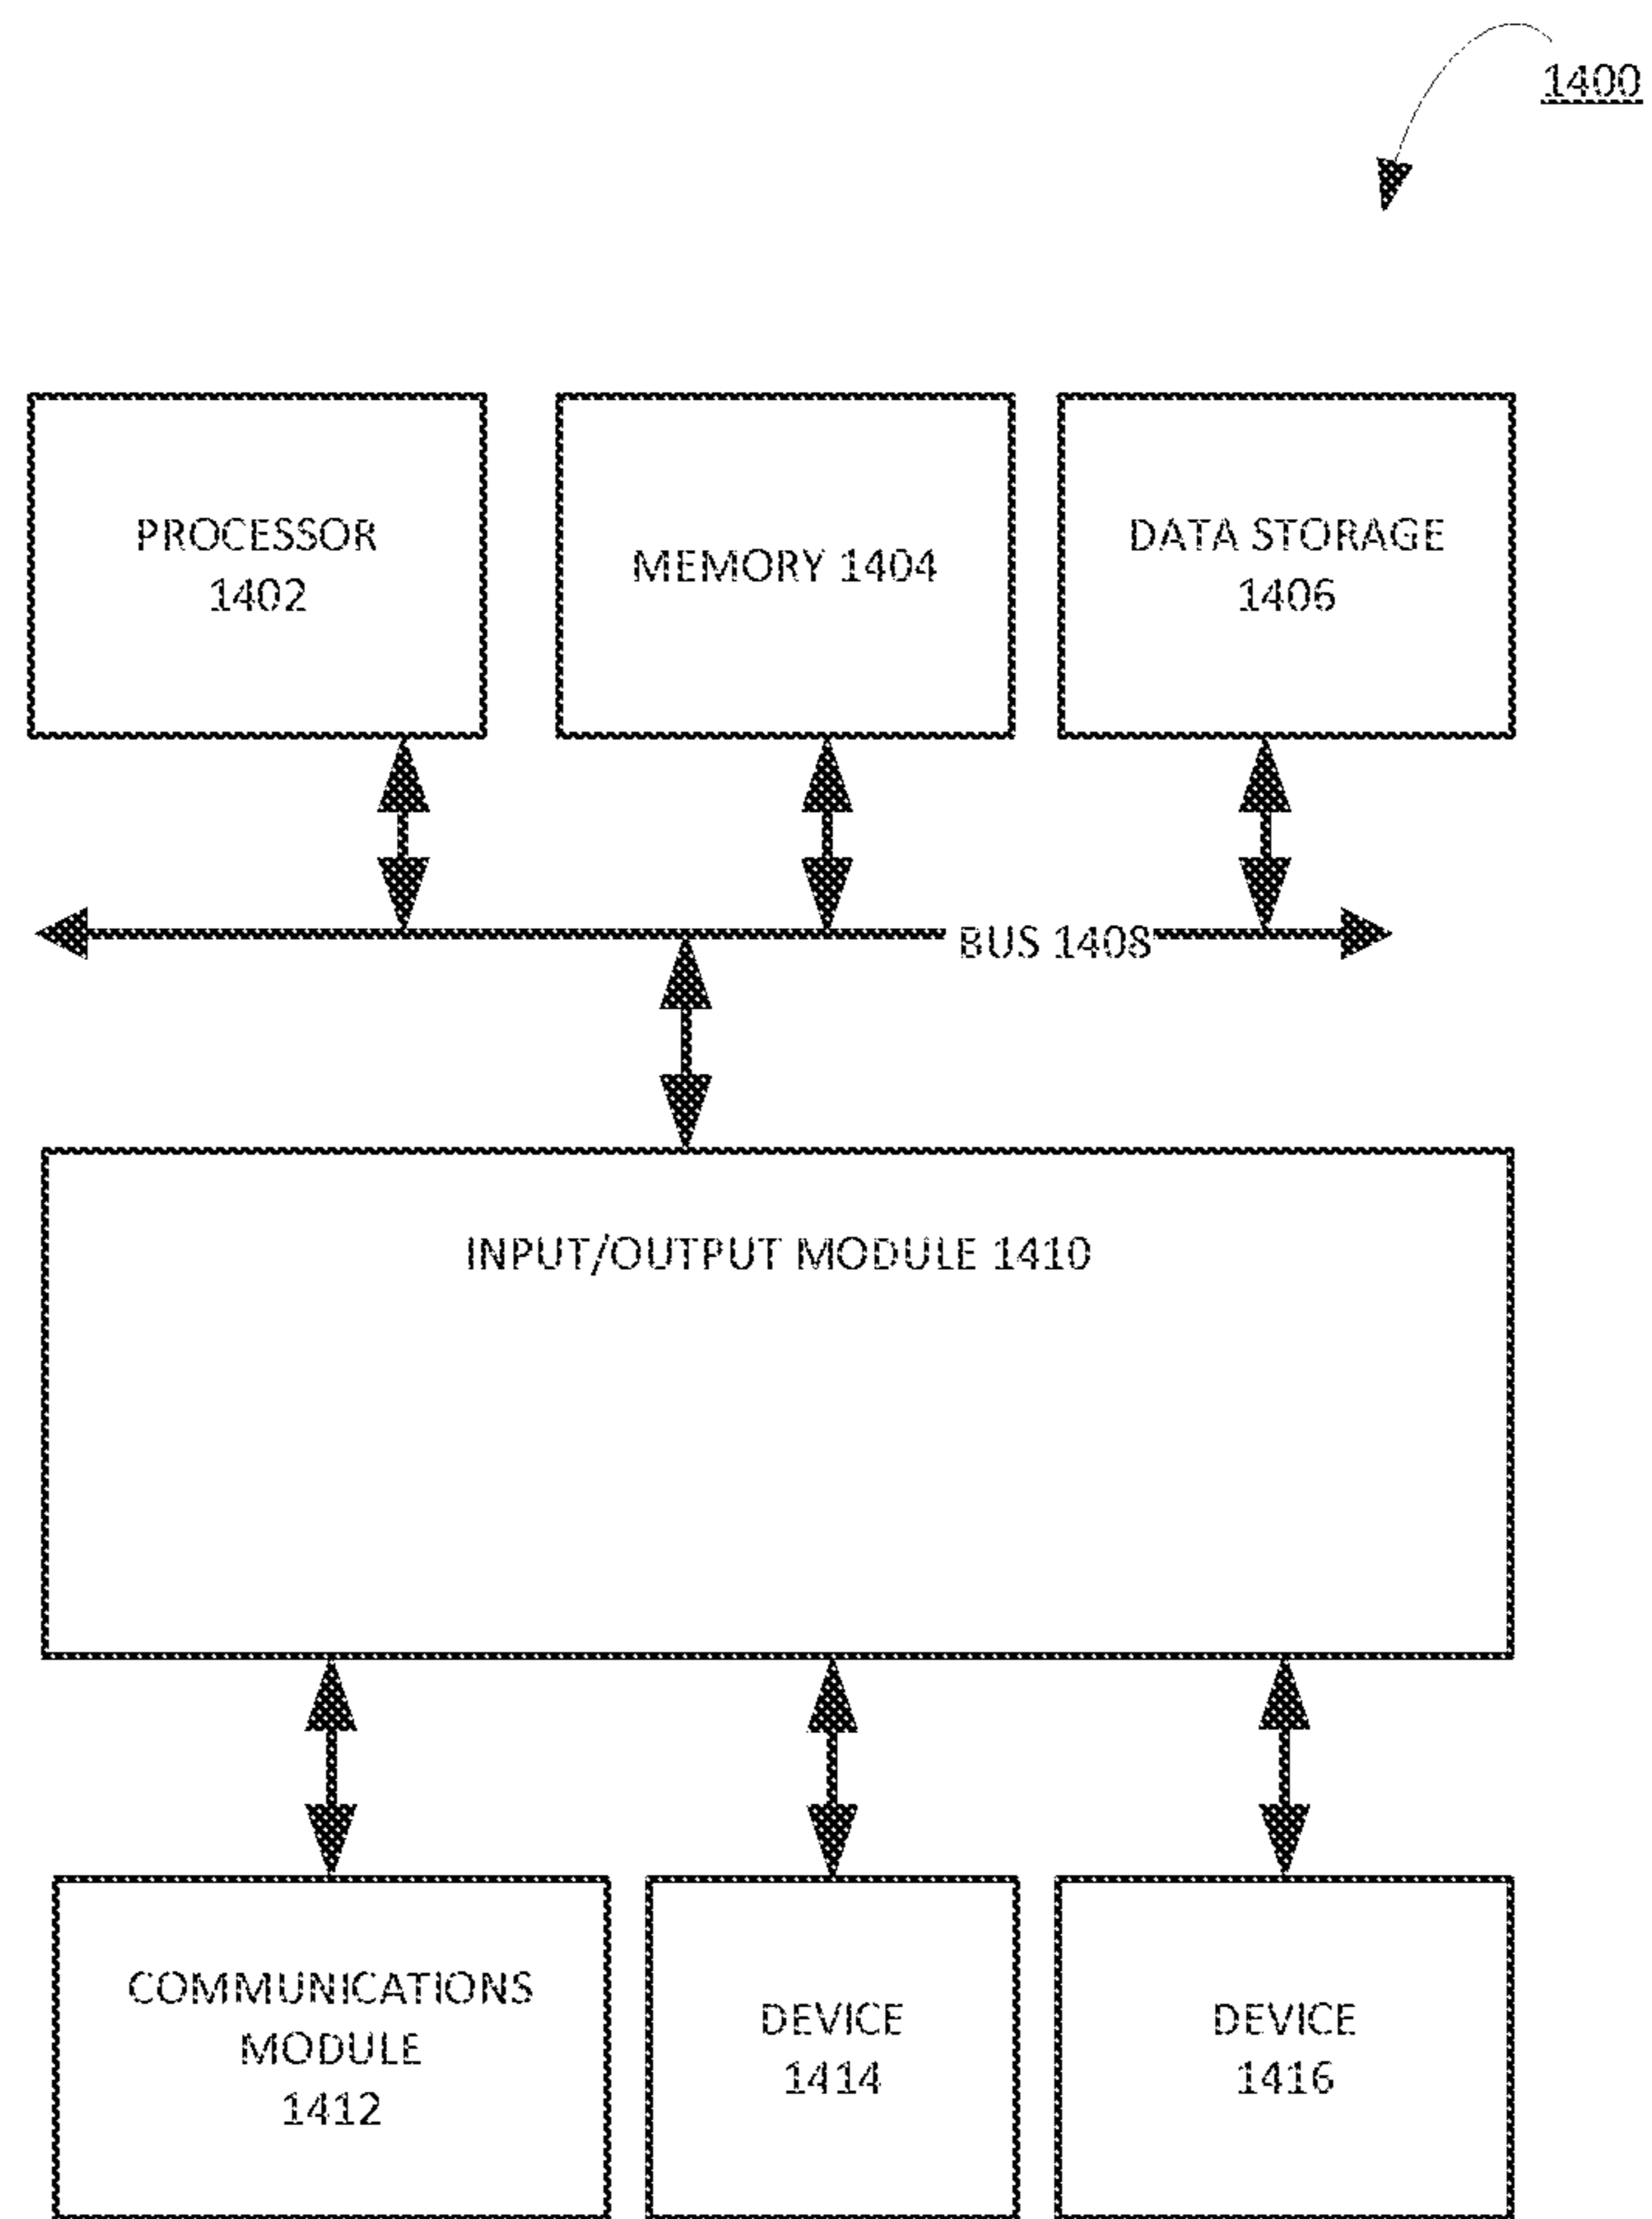 1400
PROCESSOR
1402
MEMORY 1404
DATA STORAGE
1406
BUS 1408
INPUT/OUTPUT MODULE 1410
COMMUNICATIONS
MODULE
1412
DEVICE
1414
DEVICE
1416